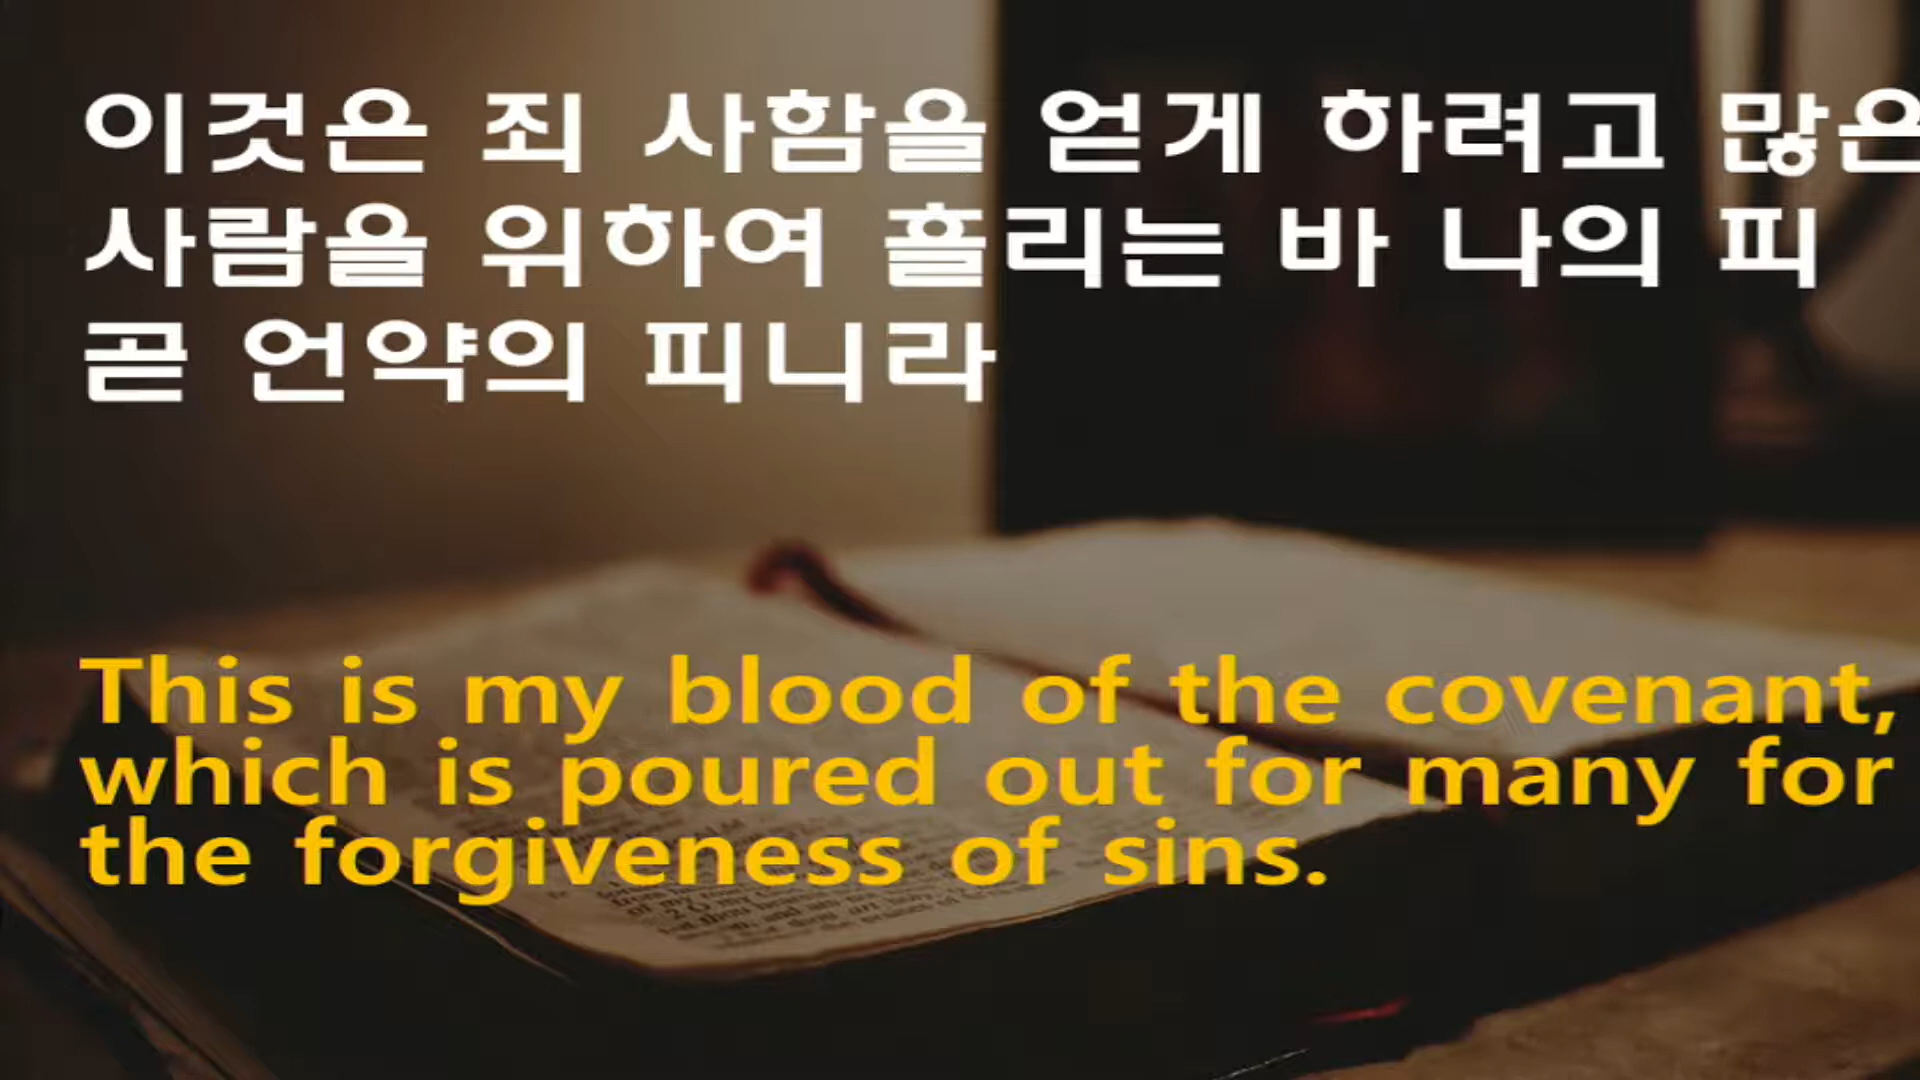 이것은 죄 사함을 얻게 하려고 많은
사람을 위하여 흘리는 바 나의 피
곧 언약의 피니라
This is my blood of the covenant,
which is poured out for many for
the forgiveness of sins.